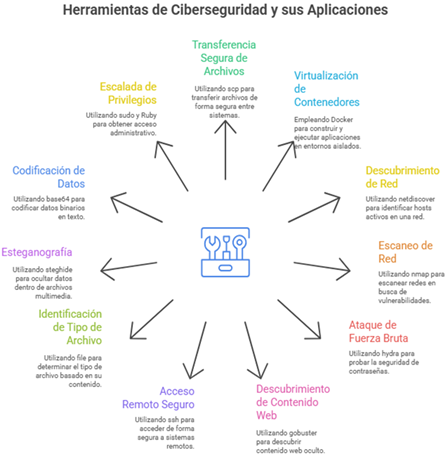 Herramientas de Ciberseguridad y sus Aplicaciones
Transferencia
Segura de
Archivos
Utilizando scp para
transferir archivos de
forma segura entre
sistemas.
Virtualización
de
Contenedores
Empleando Docker
para construir y
ejecutar aplicaciones
en entornos aislados.
Descubrimiento
de Red
Utilizando netdiscover
para identificar hosts
activos en una red.
Escaneo de
Red
Utilizando nmap para
escanear redes en
busca de
vulnerabilidades.
Ataque de
Fuerza Bruta
Utilizando hydra para
probar la seguridad de
contraseñas.
Descubrimiento
de Contenido
Web
Utilizando gobuster
para descubrir
contenido web oculto.
Acceso
Remoto Seguro
Utilizando ssh para
acceder de forma
segura a sistemas
remotos.
Identificación
de Tipo de
Archivo
Utilizando file para
determinar el tipo de
archivo basado en su
contenido.
Esteganografía
Utilizando steghide
para ocultar datos
dentro de archivos
multimedia.
Codificación de
Datos
Utilizando base64 para
codificar datos binarios
en texto.
Escalada de
Privilegios
Utilizando sudo y Ruby
para obtener acceso
administrativo.